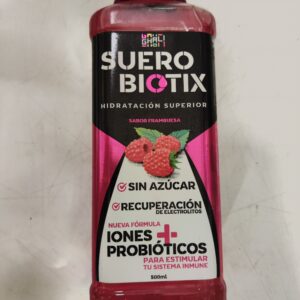 SUERO
BIOTIX
HIDRATACIÓN SUPERIOR
SABOR FRAMBUESA
SIN AZÚCAR
RECUPERACIÓN
DE ELECTROLITOS
NUEVA FÓRMULA
IONES +
PROBIÓTICOS
PARA ESTIMULAR
TU SISTEMA INMUNE
500ml